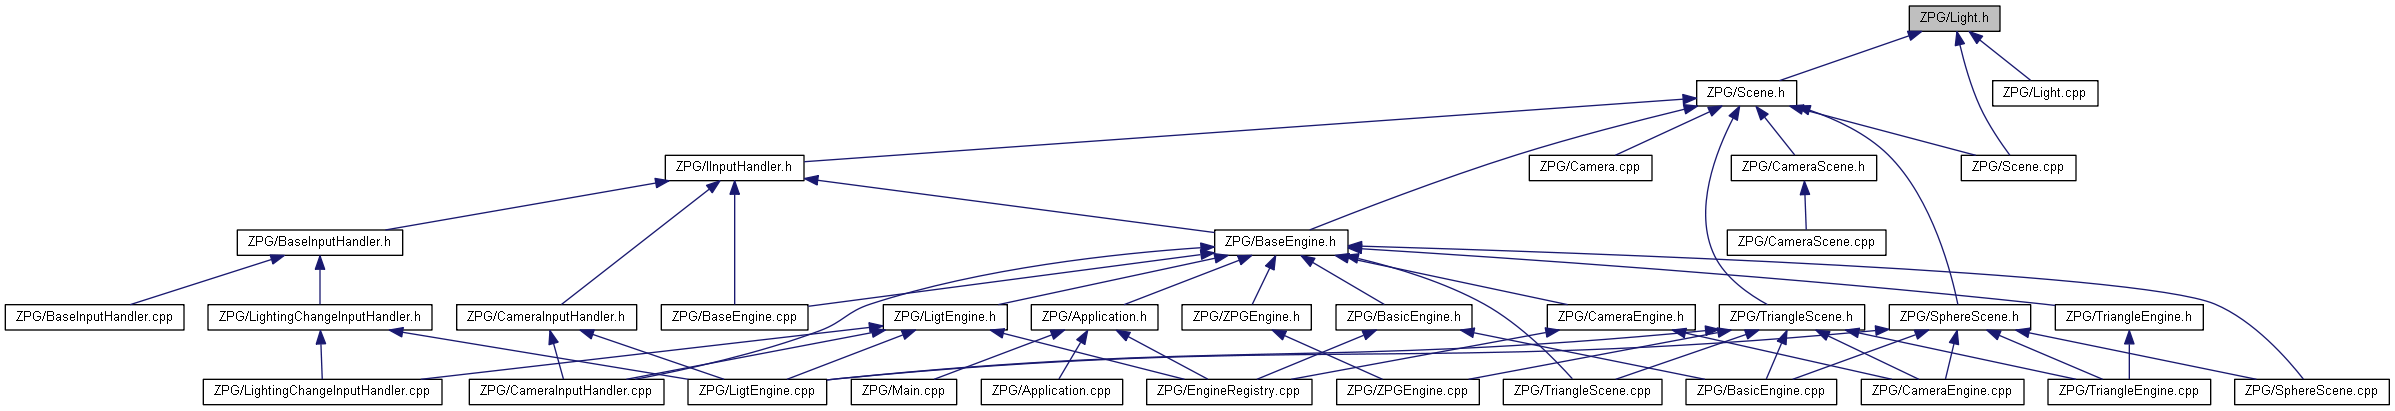 ZPG/Light.h
ZPG/Scene.h
ZPG/Light.cpp
ZPG/IInputHandler.h
ZPG/Camera.cpp
ZPG/CameraScene.h
ZPG/Scene.cpp
ZPG/BaseInputHandler.h
ZPG/BaseEngine.h
ZPG/CameraScene.cpp
ZPG/BaseInputHandler.cpp
ZPG/LightingChangeInputHandler.h
ZPG/CameraInputHandler.h
ZPG/BaseEngine.cpp
ZPG/LigtEngine.h
ZPG/Application.h
ZPG/ZPGEngine.h
ZPG/BasicEngine.h
ZPG/CameraEngine.h
ZPG/TriangleScene.h
ZPG/SphereScene.h
ZPG/TriangleEngine.h
ZPG/LightingChangeInputHandler.cpp
ZPG/CameraInputHandler.cpp
ZPG/LigtEngine.cpp
ZPG/Main.cpp
ZPG/Application.cpp
ZPG/EngineRegistry.cpp
ZPG/ZPGEngine.cpp
ZPG/TriangleScene.cpp
ZPG/BasicEngine.cpp
ZPG/CameraEngine.cpp
ZPG/TriangleEngine.cpp
ZPG/SphereScene.cpp